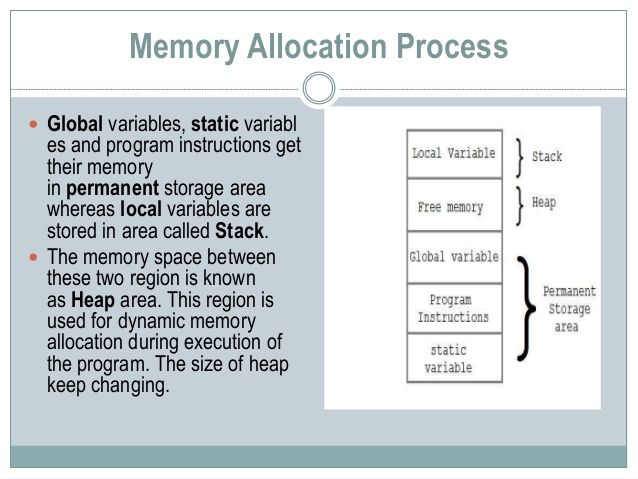 Memory Allocation Process
Global variables, static variabl
es and program instructions get
their memory
in permanent storage area
whereas local variables are
stored in area called Stack.
The memory space between
these two region is known
as Heap area. This region is
used for dynamic memory
allocation during execution of
the program. The size of heap
keep changing.
Local Variable
Stack
Free memory
Heap
Global variable
Program
Instructions
static
variable
Permanent
Storage
area